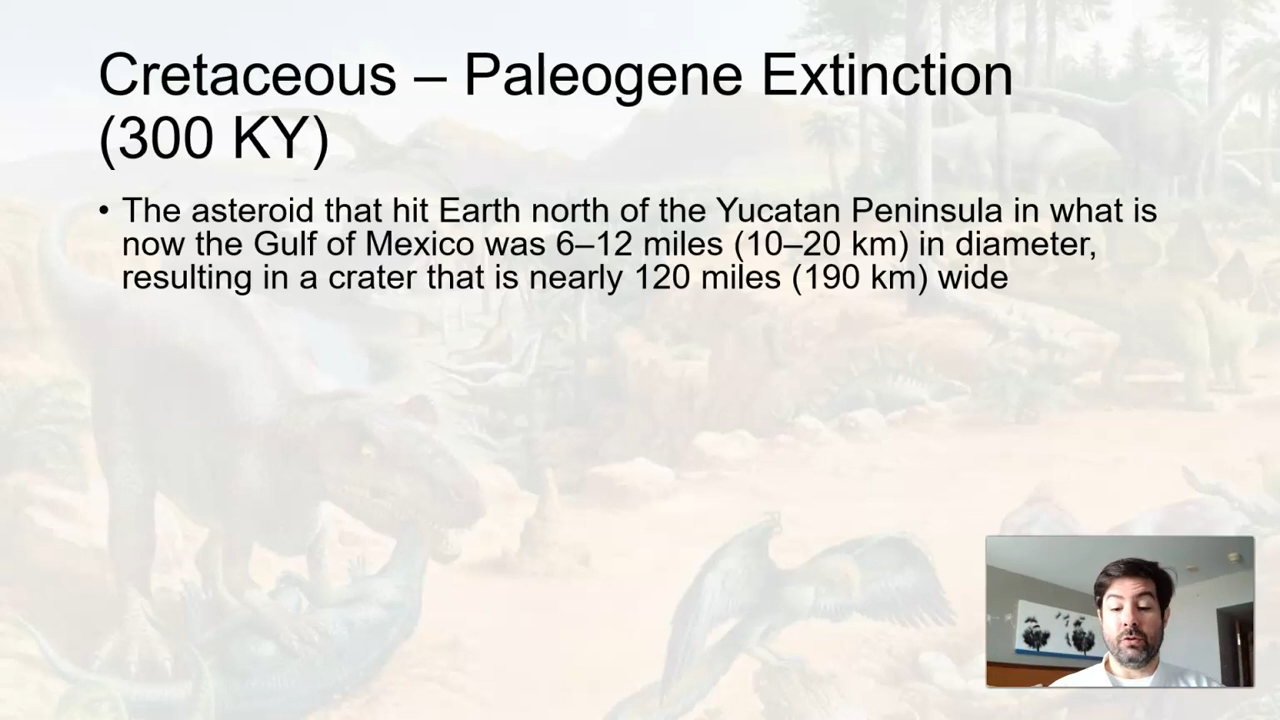 Cretaceous – Paleogene Extinction
(300 KY)
• The asteroid that hit Earth north of the Yucatan Peninsula in what is
now the Gulf of Mexico was 6–12 miles (10–20 km) in diameter,
resulting in a crater that is nearly 120 miles (190 km) wide